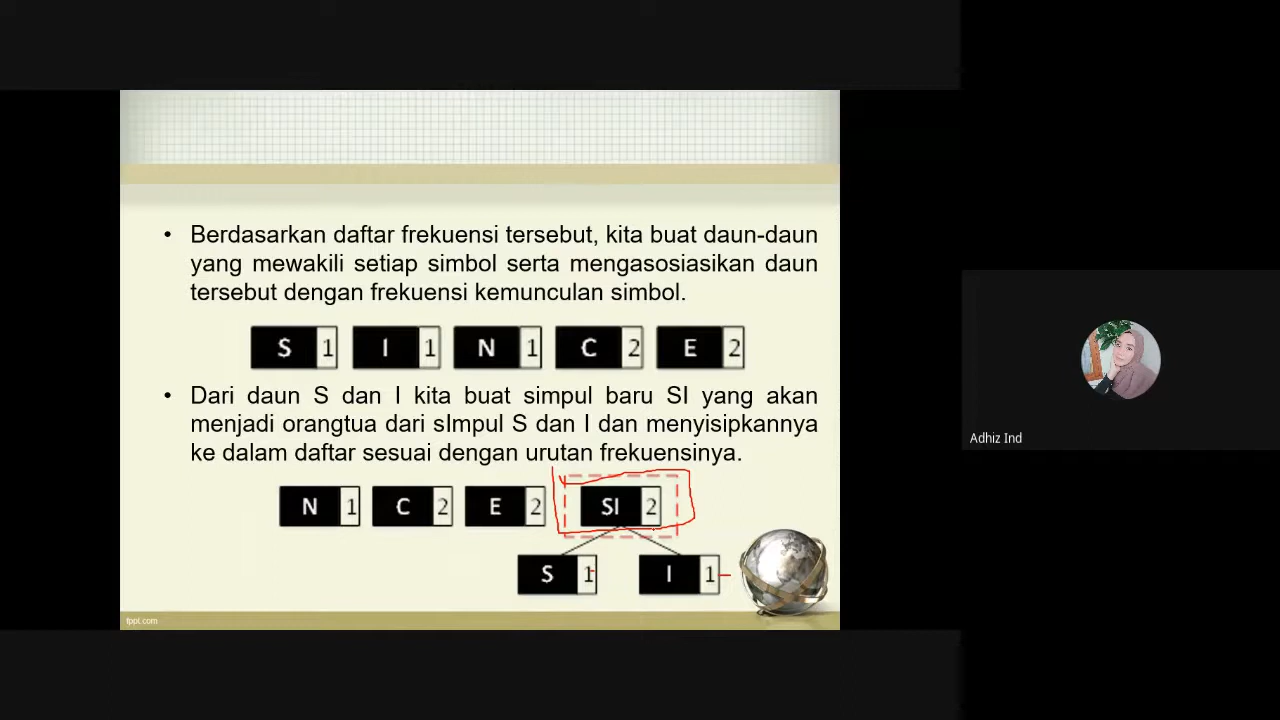 • Berdasarkan daftar frekuensi tersebut, kita buat daun-daun
yang mewakili setiap simbol serta mengasosiasikan daun
tersebut dengan frekuensi kemunculan simbol.
S 1 I 1 N 1 C 2 E 2
• Dari daun S dan I kita buat simpul baru SI yang akan
menjadi orangtua dari sImpul S dan I dan menyisipkannya
ke dalam daftar sesuai dengan urutan frekuensinya.
N 1 C 2 E 2 SI 2
S 1 I 1
fppt.com
Adhiz Ind